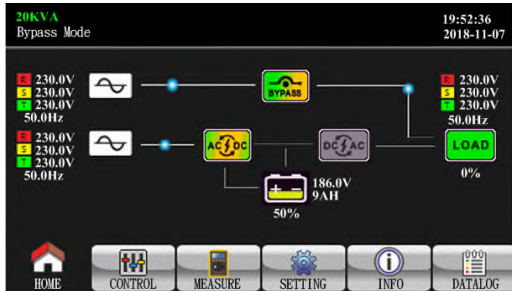 20KVA
Bypass Mode
19:52:36
2018-11-07
R 230.0V
S 230.0V
T 230.0V
50.0Hz
BYPASS
R 230.0V
S 230.0V
T 230.0V
50.0Hz
R 230.0V
S 230.0V
T 230.0V
50.0Hz
AC DC
DC AC
LOAD
0%
186.0V
9AH
50%
HOME
CONTROL
MEASURE
SETTING
INFO
DATALOG